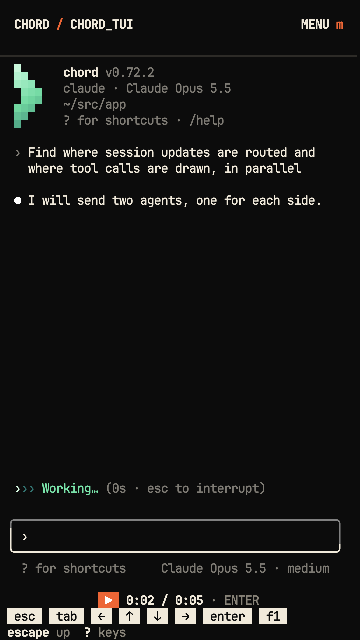 CHORD / CHORD_TUI MENU m
chord v0.72.2
claude · Claude Opus 5.5
~/src/app
? for shortcuts · /help
› Find where session updates are routed and
where tool calls are drawn, in parallel
● I will send two agents, one for each side.
››› Working… (0s · esc to interrupt)
›
? for shortcuts Claude Opus 5.5 · medium
▶ 0:02 / 0:05 · ENTER
esc tab ← ↑ ↓ → enter f1
escape up ? keys